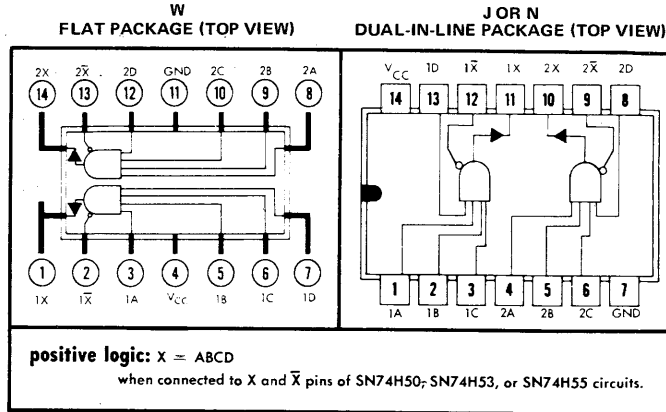 W
FLAT PACKAGE (TOP VIEW)
2X 2X̅ 2D GND 2C 2B 2A
14 13 12 11 10 9 8
1 2 3 4 5 6 7
1X 1X̅ 1A VCC 1B 1C 1D
J OR N
DUAL-IN-LINE PACKAGE (TOP VIEW)
VCC 1D 1X̅ 1X 2X 2X̅ 2D
14 13 12 11 10 9 8
1 2 3 4 5 6 7
1A 1B 1C 2A 2B 2C GND
positive logic: X = ABCD
when connected to X and X̅ pins of SN74H50, SN74H53, or SN74H55 circuits.